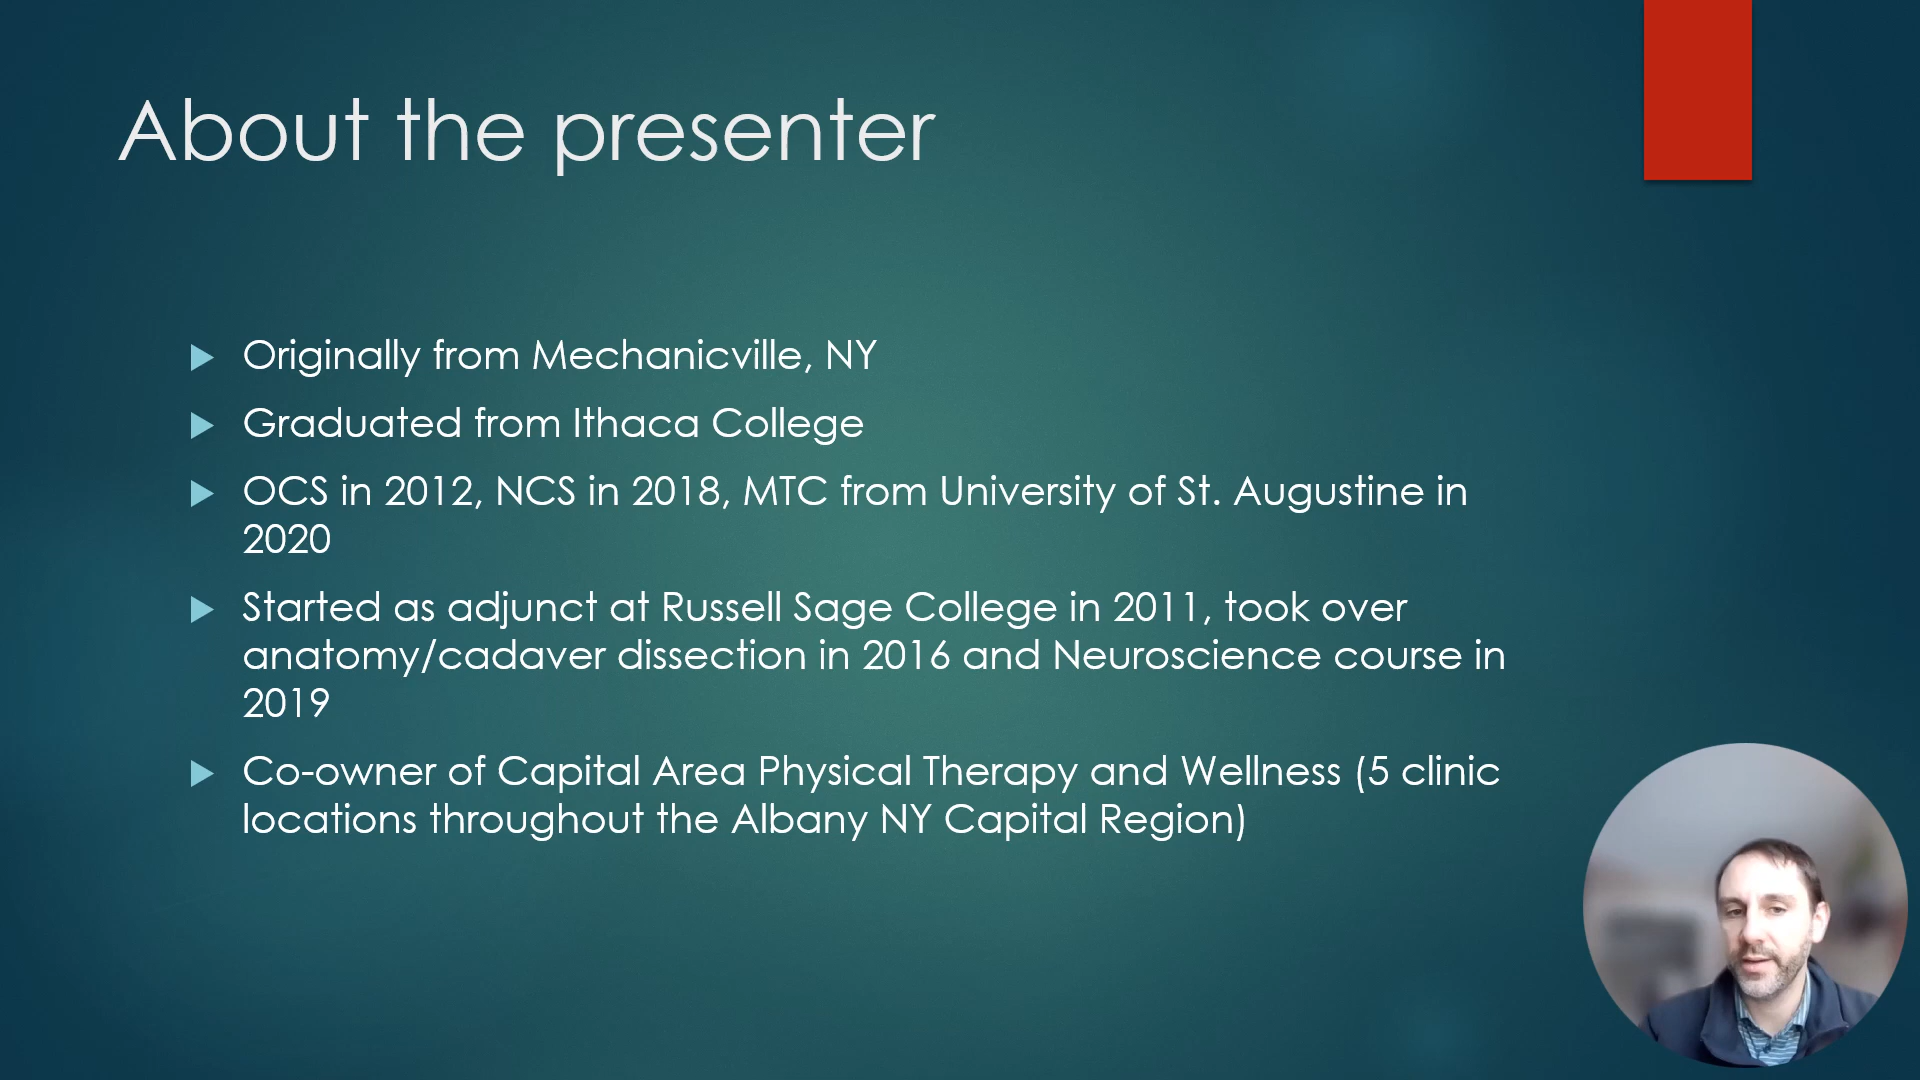 About the presenter
Originally from Mechanicville, NY
Graduated from Ithaca College
OCS in 2012, NCS in 2018, MTC from University of St. Augustine in
2020
Started as adjunct at Russell Sage College in 2011, took over
anatomy/cadaver dissection in 2016 and Neuroscience course in
2019
Co-owner of Capital Area Physical Therapy and Wellness (5 clinic
locations throughout the Albany NY Capital Region)